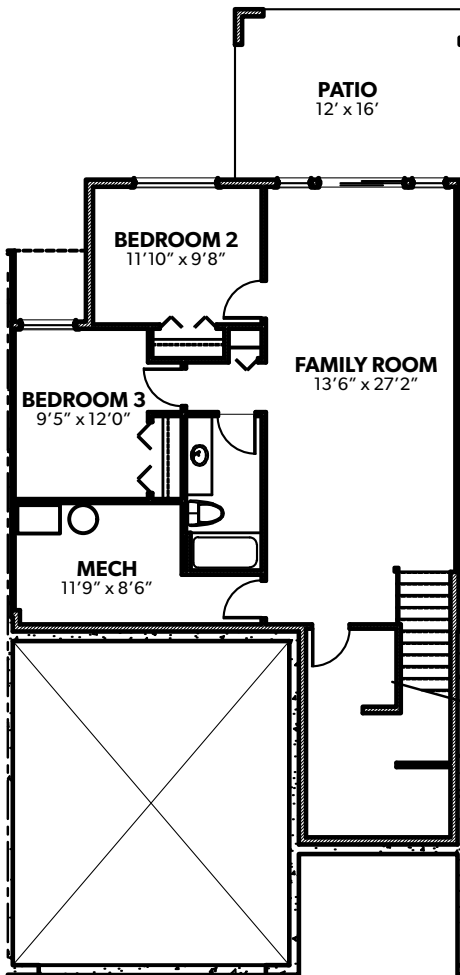 PATIO
12’ x 16’
BEDROOM 2
11’10” x 9’8”
FAMILY ROOM
13’6” x 27’2”
BEDROOM 3
9’5” x 12’0”
MECH
11’9” x 8’6”